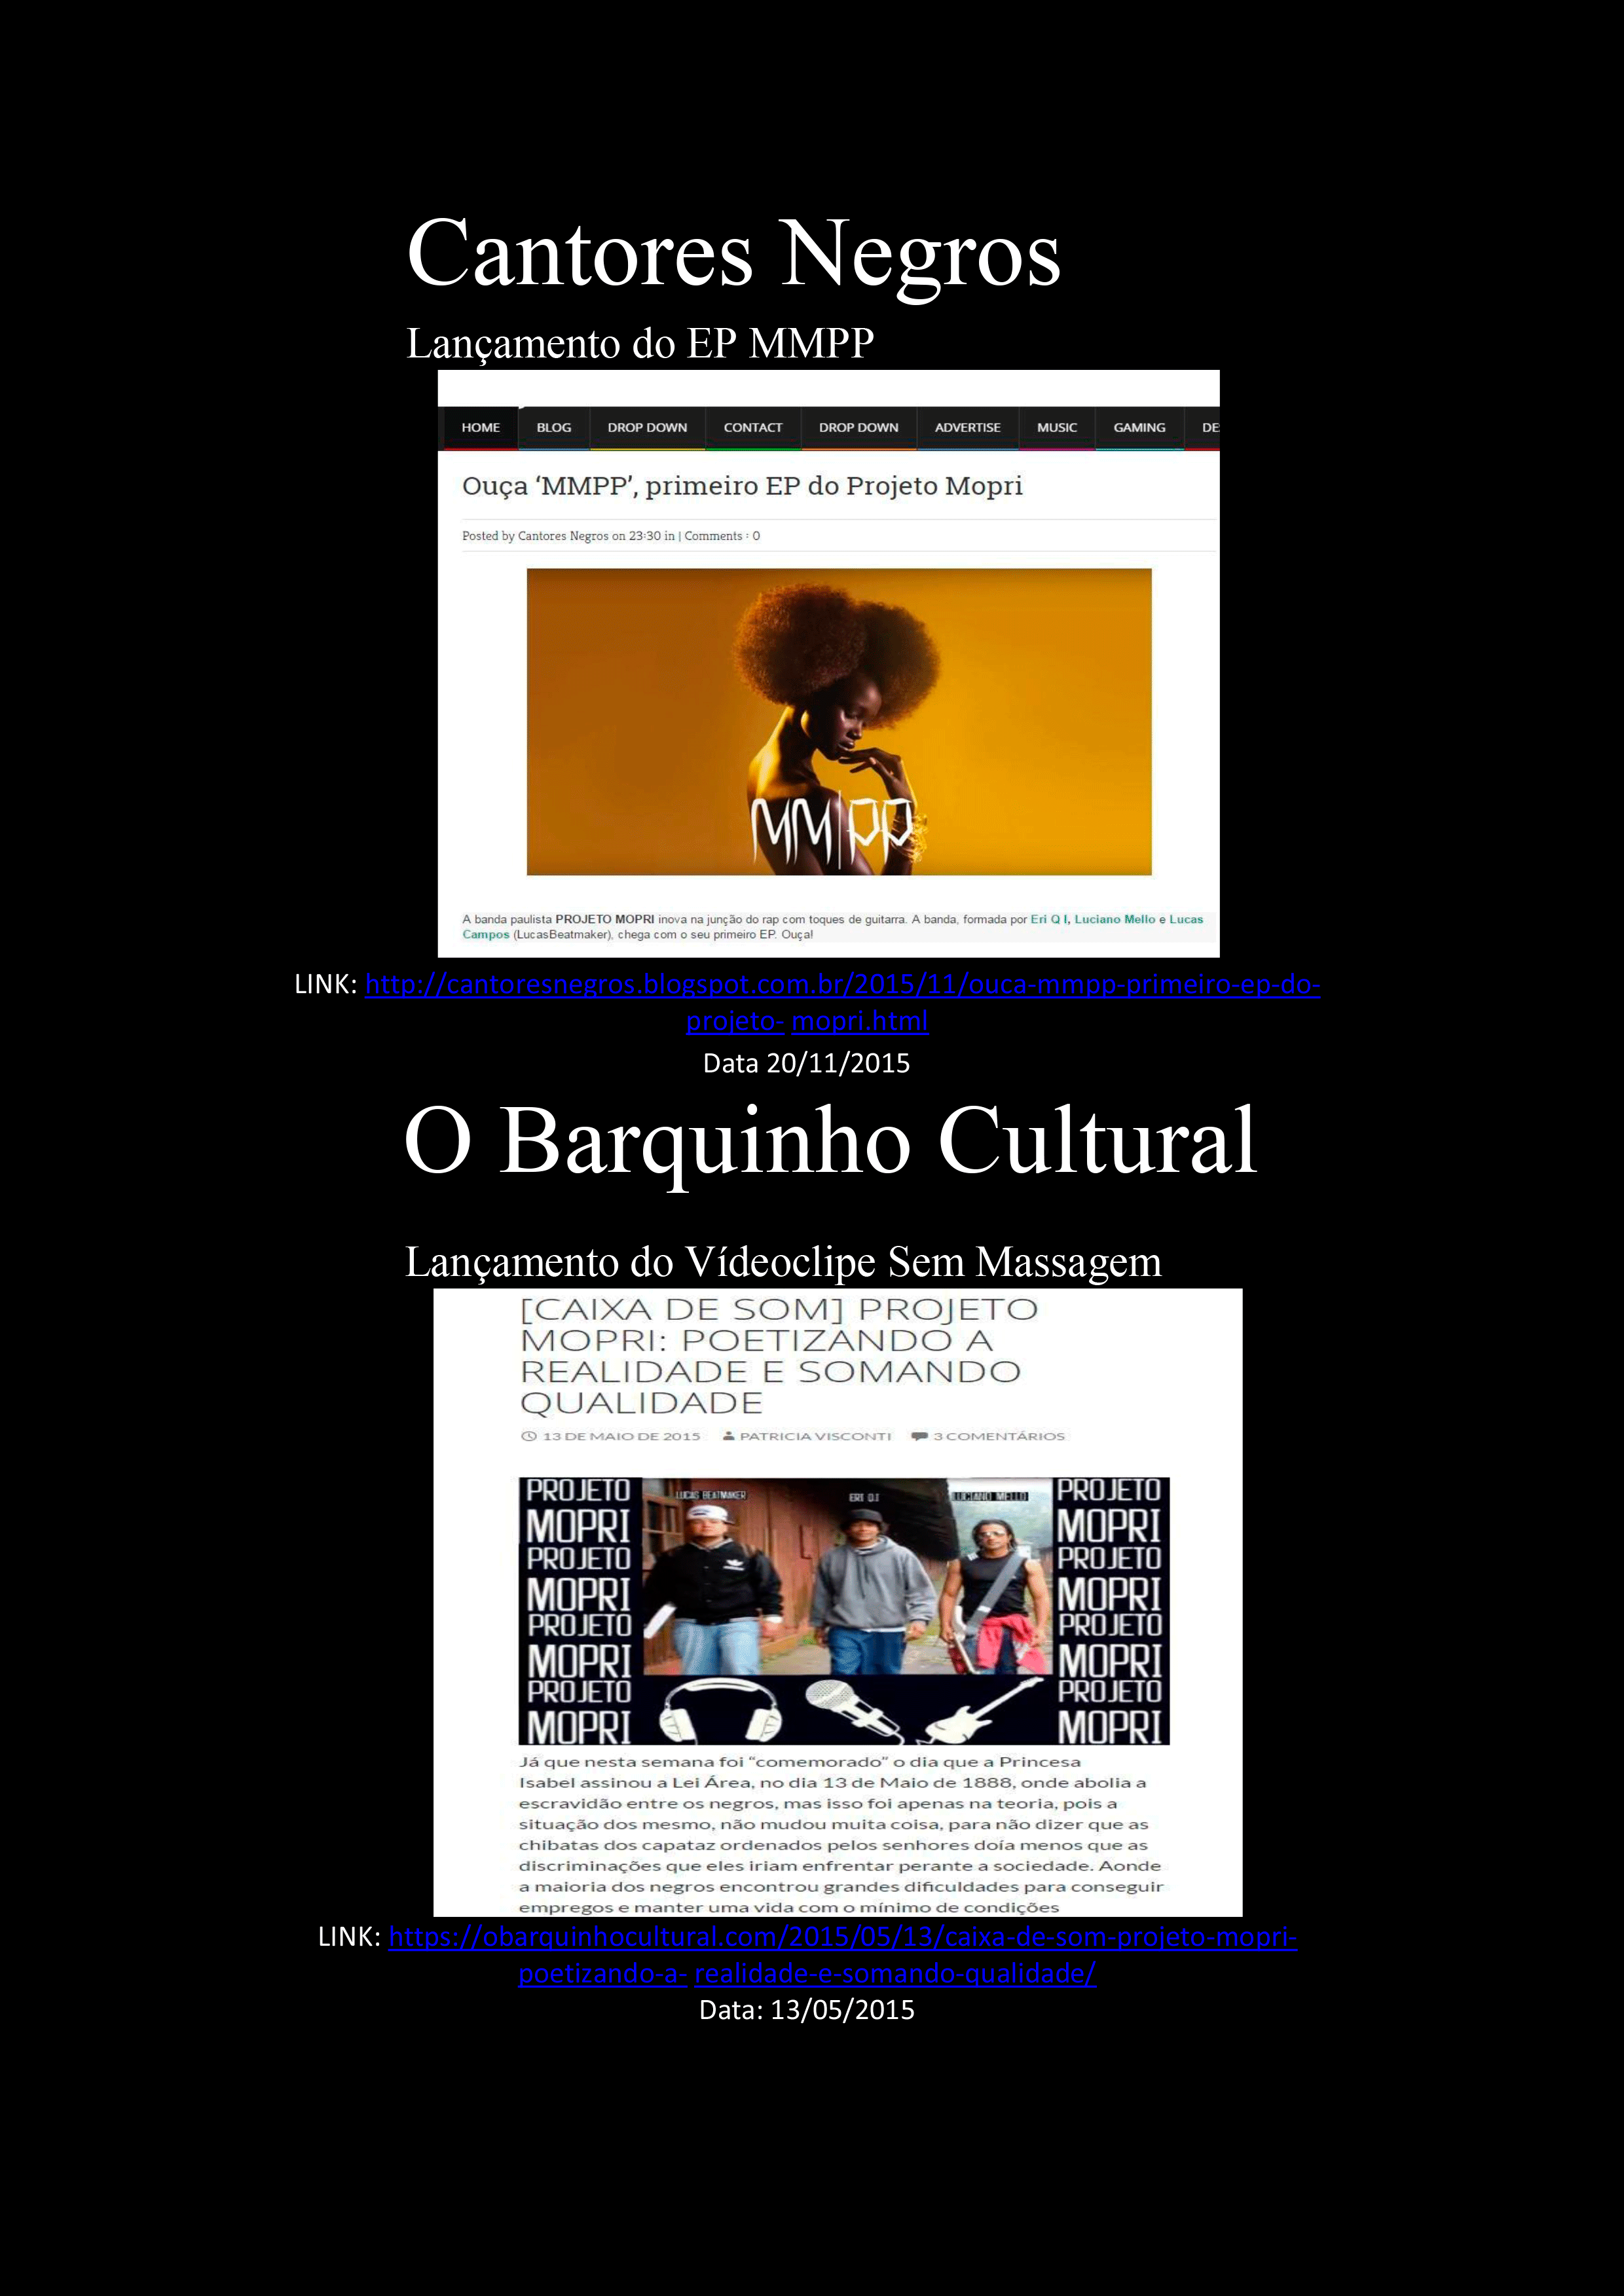 Cantores Negros
Lançamento do EP MMPP
HOME BLOG DROP DOWN CONTACT DROP DOWN ADVERTISE MUSIC GAMING DE
Ouça ‘MMPP’, primeiro EP do Projeto Mopri
Posted by Cantores Negros on 23:30 in | Comments : 0
MM|PP
A banda paulista PROJETO MOPRI inova na junção do rap com toques de guitarra. A banda, formada por Eri Q I, Luciano Mello e Lucas
Campos (LucasBeatmaker), chega com o seu primeiro EP. Ouça!
LINK: http://cantoresnegros.blogspot.com.br/2015/11/ouca-mmpp-primeiro-ep-do-
projeto- mopri.html
Data 20/11/2015
O Barquinho Cultural
Lançamento do Vídeoclipe Sem Massagem
[CAIXA DE SOM] PROJETO
MOPRI: POETIZANDO A
REALIDADE E SOMANDO
QUALIDADE
13 DE MAIO DE 2015 PATRICIA VISCONTI 3 COMENTÁRIOS
PROJETO LUCAS BEATMAKER ERI Q.I LUCIANO MELLO PROJETO
MOPRI MOPRI
PROJETO PROJETO
MOPRI MOPRI
PROJETO PROJETO
MOPRI MOPRI
PROJETO PROJETO
MOPRI MOPRI
Já que nesta semana foi “comemorado” o dia que a Princesa
Isabel assinou a Lei Área, no dia 13 de Maio de 1888, onde abolia a
escravidão entre os negros, mas isso foi apenas na teoria, pois a
situação dos mesmo, não mudou muita coisa, para não dizer que as
chibatas dos capataz ordenados pelos senhores doía menos que as
discriminações que eles iriam enfrentar perante a sociedade. Aonde
a maioria dos negros encontrou grandes dificuldades para conseguir
empregos e manter uma vida com o mínimo de condições
LINK: https://obarquinhocultural.com/2015/05/13/caixa-de-som-projeto-mopri-
poetizando-a- realidade-e-somando-qualidade/
Data: 13/05/2015